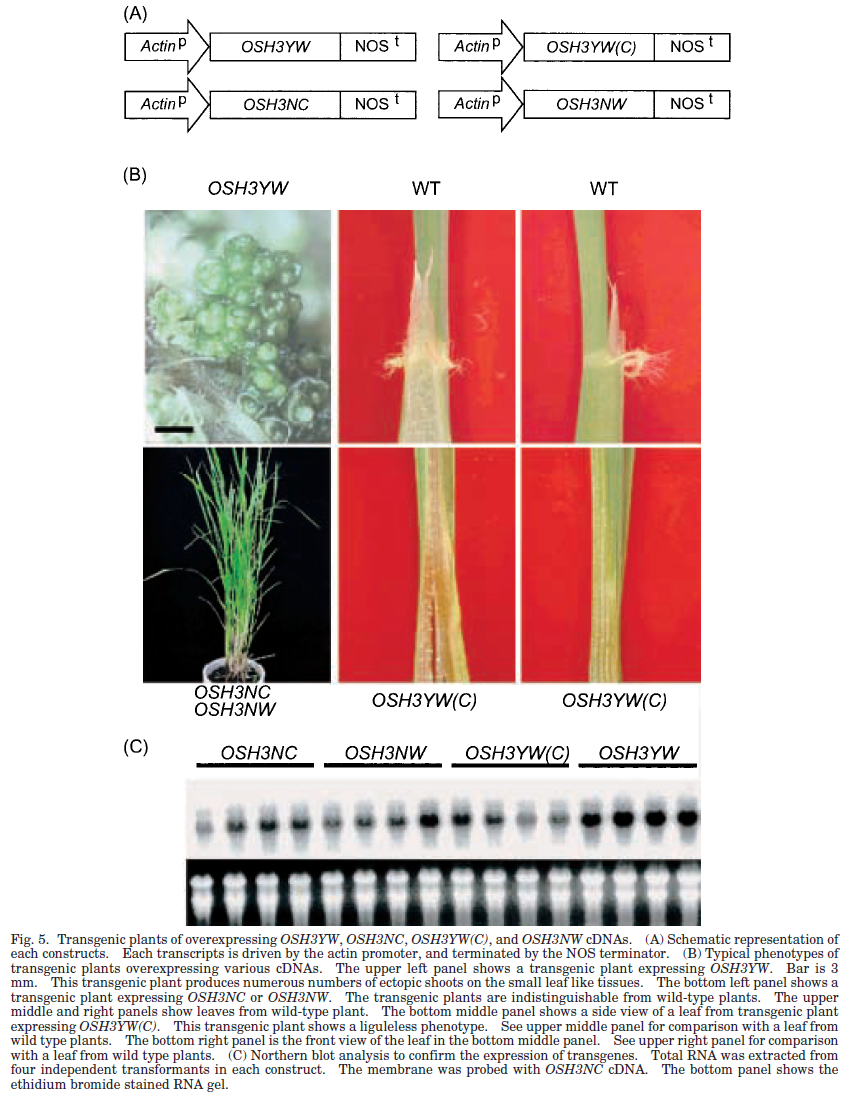 (A)
Actin p OSH3YW NOS t Actin p OSH3YW(C) NOS t
Actin p OSH3NC NOS t Actin p OSH3NW NOS t
(B)
OSH3YW WT WT
OSH3NC
OSH3NW
OSH3YW(C) OSH3YW(C)
(C)
OSH3NC OSH3NW OSH3YW(C) OSH3YW
Fig. 5. Transgenic plants of overexpressing OSH3YW, OSH3NC, OSH3YW(C), and OSH3NW cDNAs. (A) Schematic representation of
each constructs. Each transcripts is driven by the actin promoter, and terminated by the NOS terminator. (B) Typical phenotypes of
transgenic plants overexpressing various cDNAs. The upper left panel shows a transgenic plant expressing OSH3YW. Bar is 3
mm. This transgenic plant produces numerous numbers of ectopic shoots on the small leaf like tissues. The bottom left panel shows a
transgenic plant expressing OSH3NC or OSH3NW. The transgenic plants are indistinguishable from wild-type plants. The upper
middle and right panels show leaves from wild-type plant. The bottom middle panel shows a side view of a leaf from transgenic plant
expressing OSH3YW(C). This transgenic plant shows a liguleless phenotype. See upper middle panel for comparison with a leaf from
wild type plants. The bottom right panel is the front view of the leaf in the bottom middle panel. See upper right panel for comparison
with a leaf from wild type plants. (C) Northern blot analysis to confirm the expression of transgenes. Total RNA was extracted from
four independent transformants in each construct. The membrane was probed with OSH3NC cDNA. The bottom panel shows the
ethidium bromide stained RNA gel.